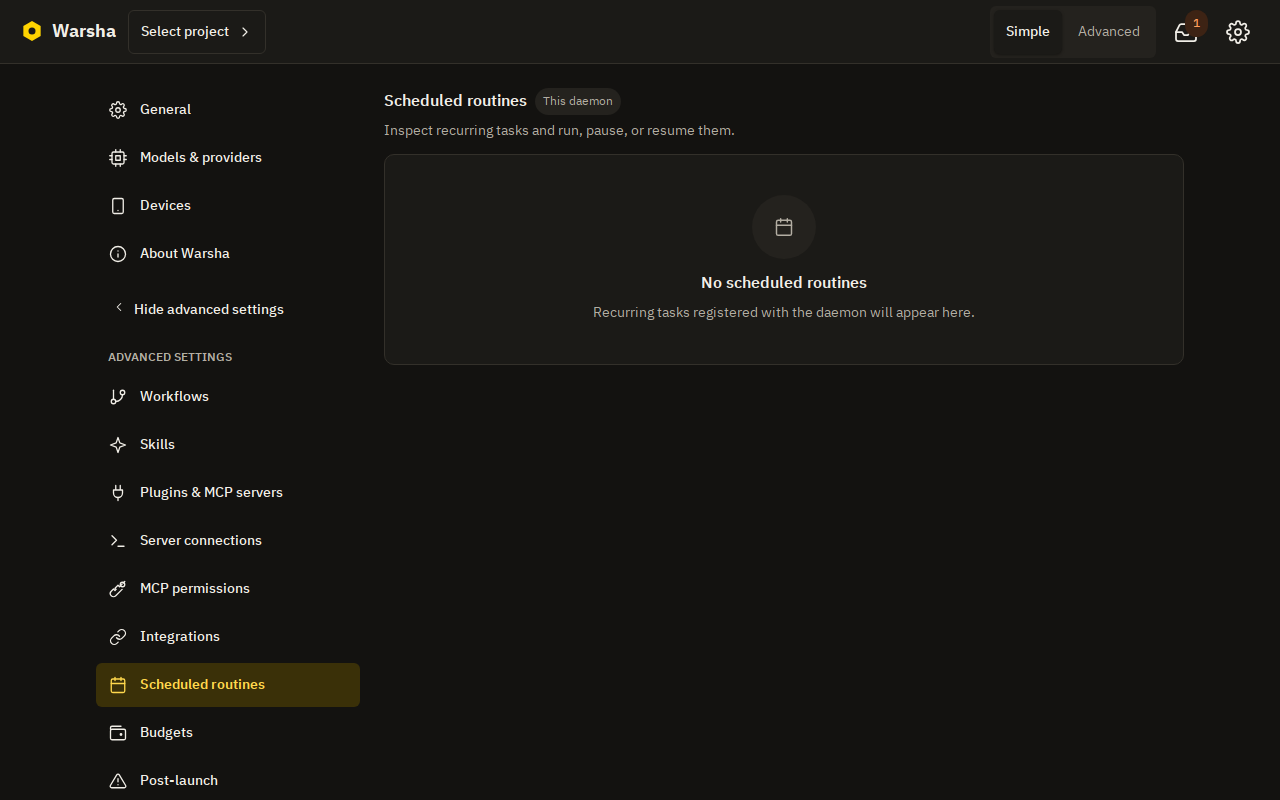 Warsha
Select project
Simple
Advanced
1
General
Models & providers
Devices
About Warsha
Hide advanced settings
ADVANCED SETTINGS
Workflows
Skills
Plugins & MCP servers
Server connections
MCP permissions
Integrations
Scheduled routines
Budgets
Post-launch
Scheduled routines
This daemon
Inspect recurring tasks and run, pause, or resume them.
No scheduled routines
Recurring tasks registered with the daemon will appear here.